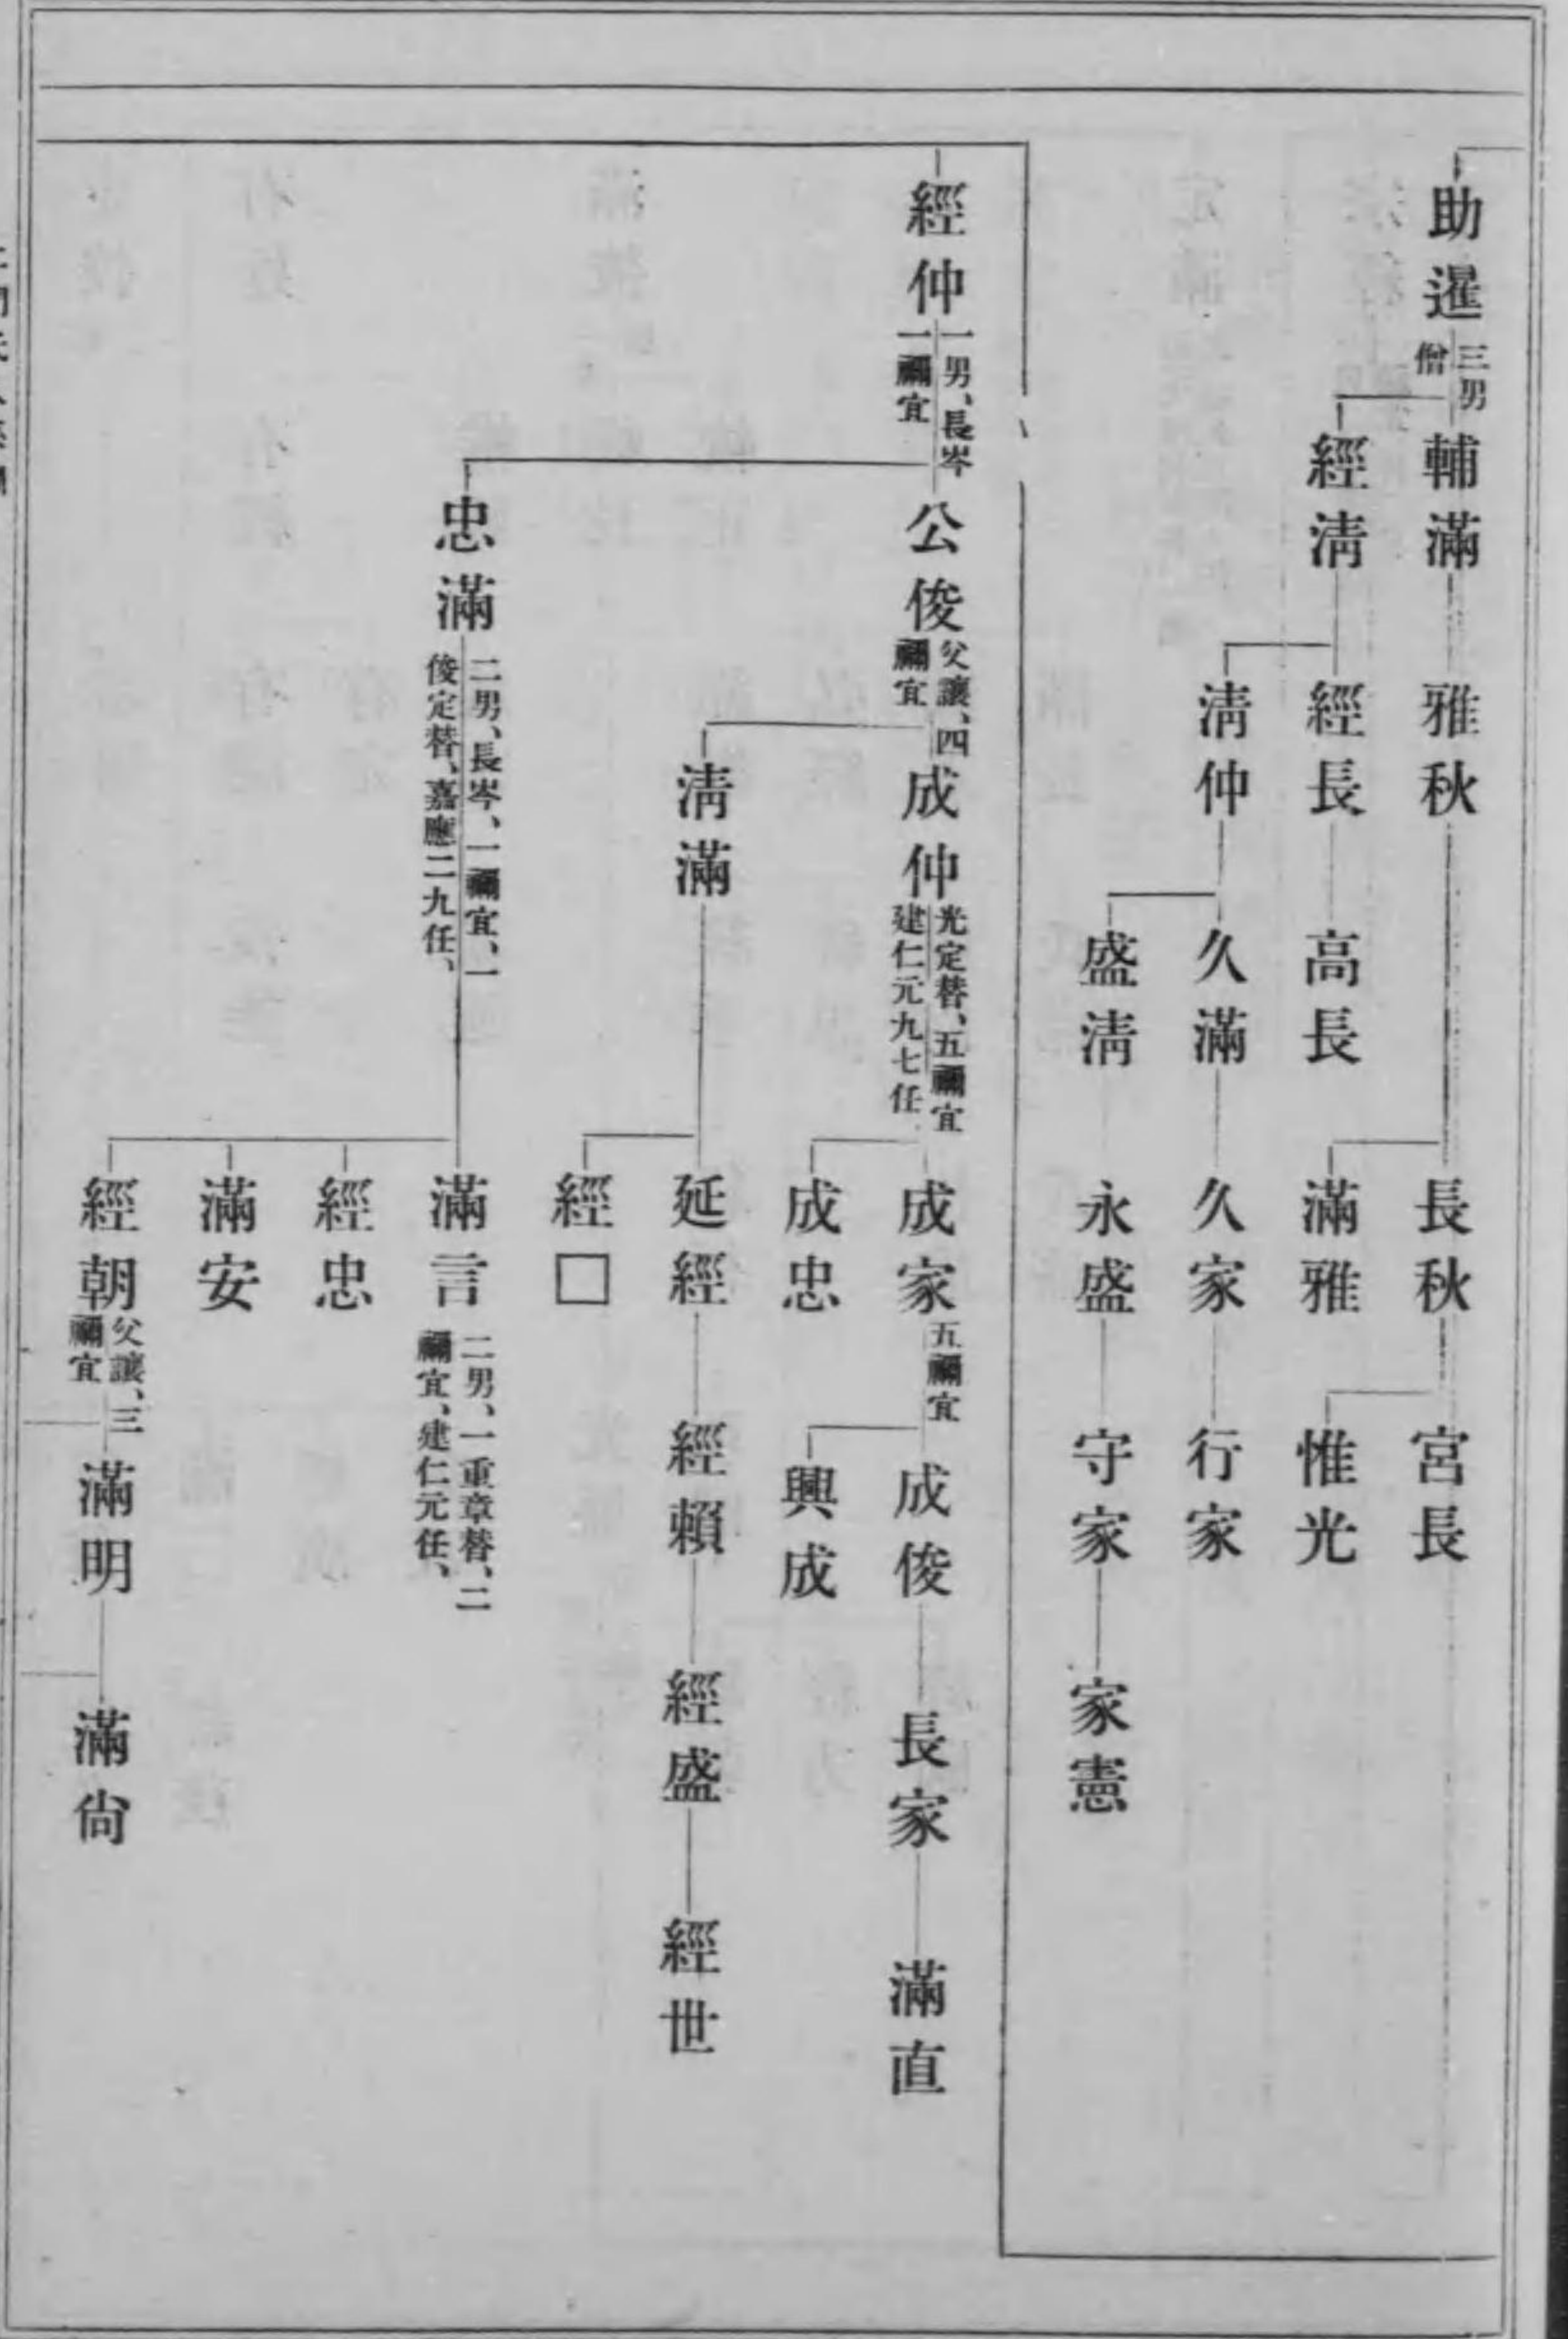 助暹
三男
僧
輔滿
雅秋
長秋
宮長
惟光
滿雅
經淸
經長
高長
淸仲
久滿
久家
行家
盛淸
永盛
守家
家憲
經仲
一男、長岑
一禰宜
公俊
父讓、四
禰宜
成仲
光定替、五禰宜
建仁元九七任
成家
五禰宜
成俊
長家
滿直
興成
成忠
淸滿
延經
經賴
經盛
經世
經□
忠滿
二男、長岑、一禰宜、一
俊定替、嘉應二九任、
滿言
二男、一重章替、二
禰宜、建仁元任、
經忠
滿安
經朝
父讓、三
禰宜
滿明
滿尙